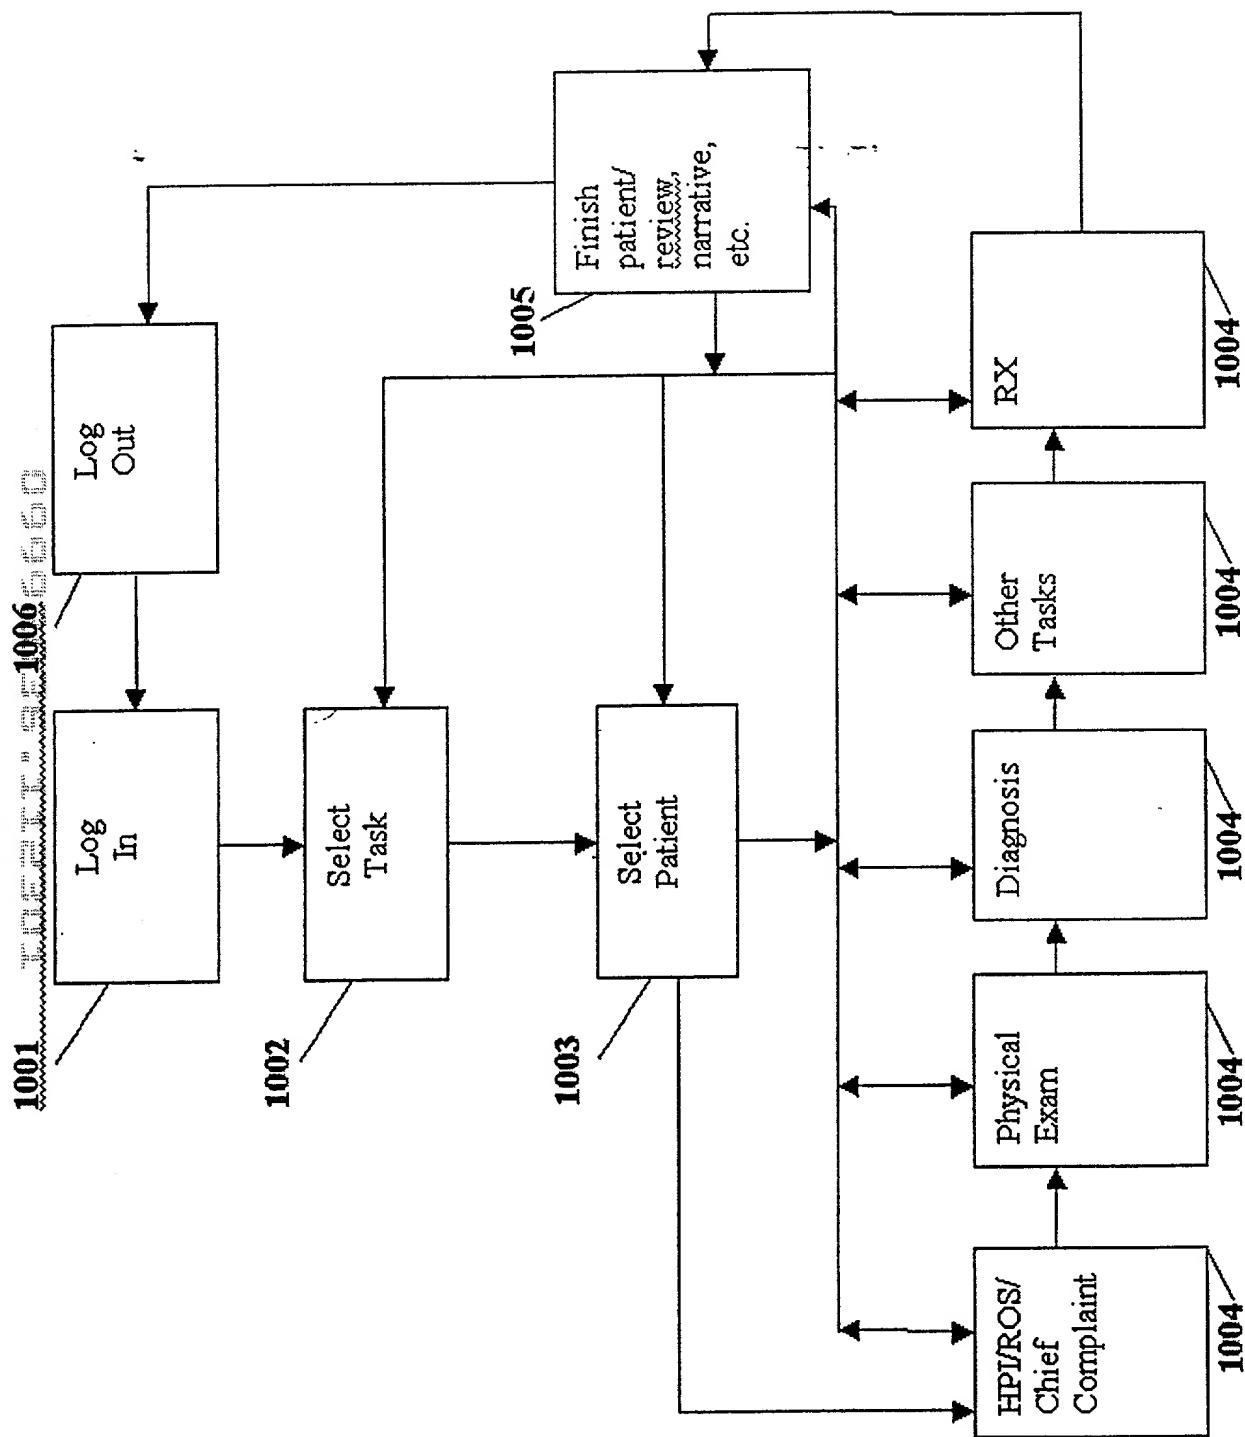 1001
Log
In
1006
Log
Out
1002
Select
Task
1003
Select
Patient
1005
Finish
patient/
review,
narrative,
etc.
HPI/ROS/
Chief
Complaint
1004
Physical
Exam
1004
Diagnosis
1004
Other
Tasks
1004
RX
1004